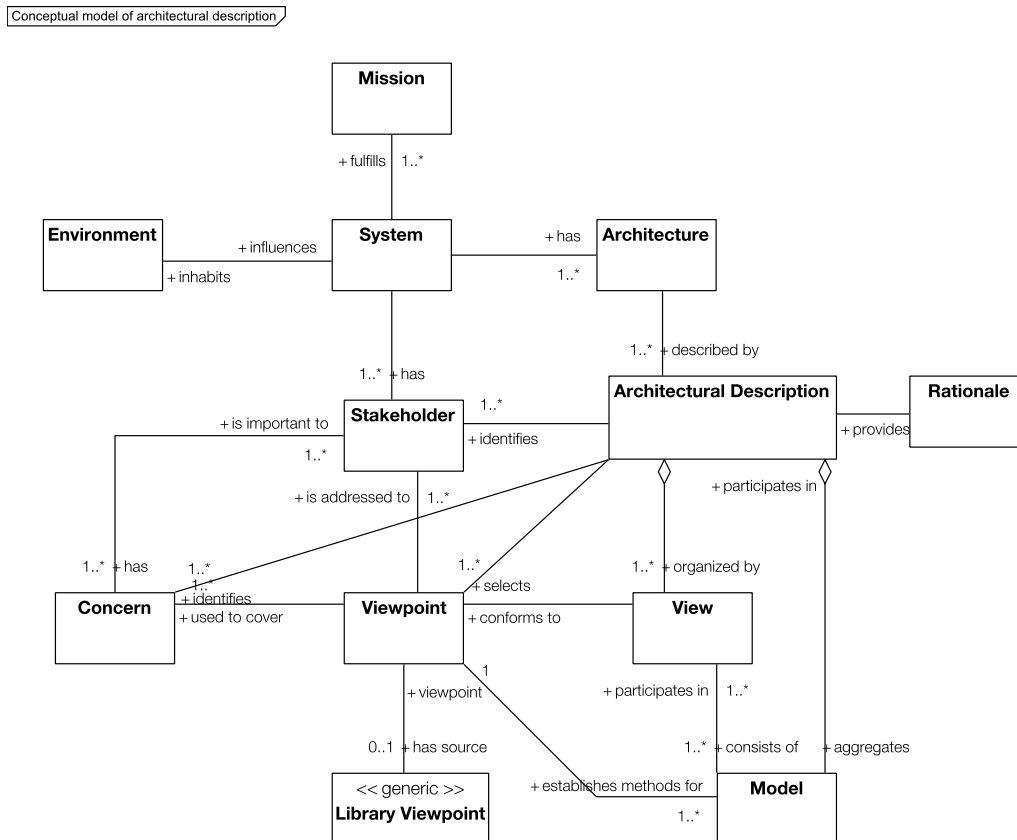 Conceptual model of architectural description
Mission
+ fulfills 1..*
Environment
System
Architecture
+ influences
+ has
+ inhabits
1..*
1..* + described by
1..* + has
Architectural Description
Rationale
Stakeholder
1..*
+ is important to
+ identifies
+ provides
1..*
+ participates in
+ is addressed to 1..*
1..* + has
1..*
1..*
1..* + organized by
1..*
+ selects
+ identifies
Concern
Viewpoint
View
+ used to cover
+ conforms to
1
+ viewpoint
+ participates in 1..*
0..1 + has source
1..* + consists of
+ aggregates
<< generic >>
+ establishes methods for
Model
Library Viewpoint
1..*